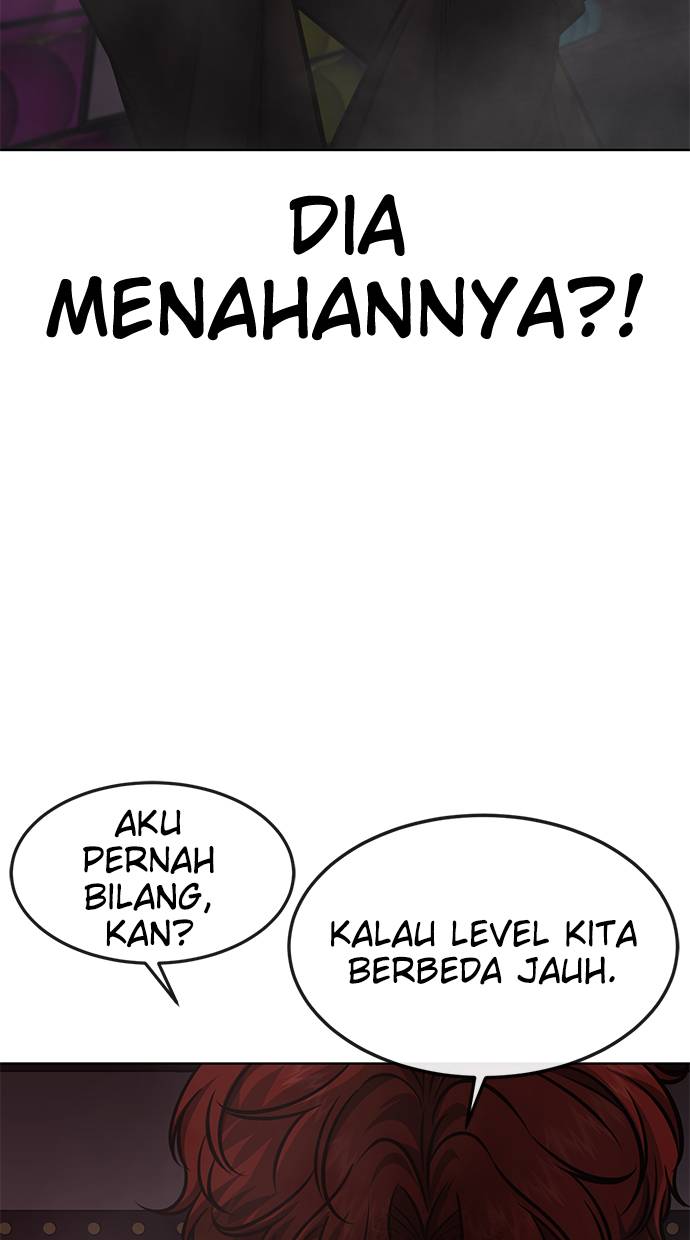 DIA
MENAHANNYA?!
AKU
PERNAH
BILANG,
KAN?
KALAU LEVEL KITA
BERBEDA JAUH.